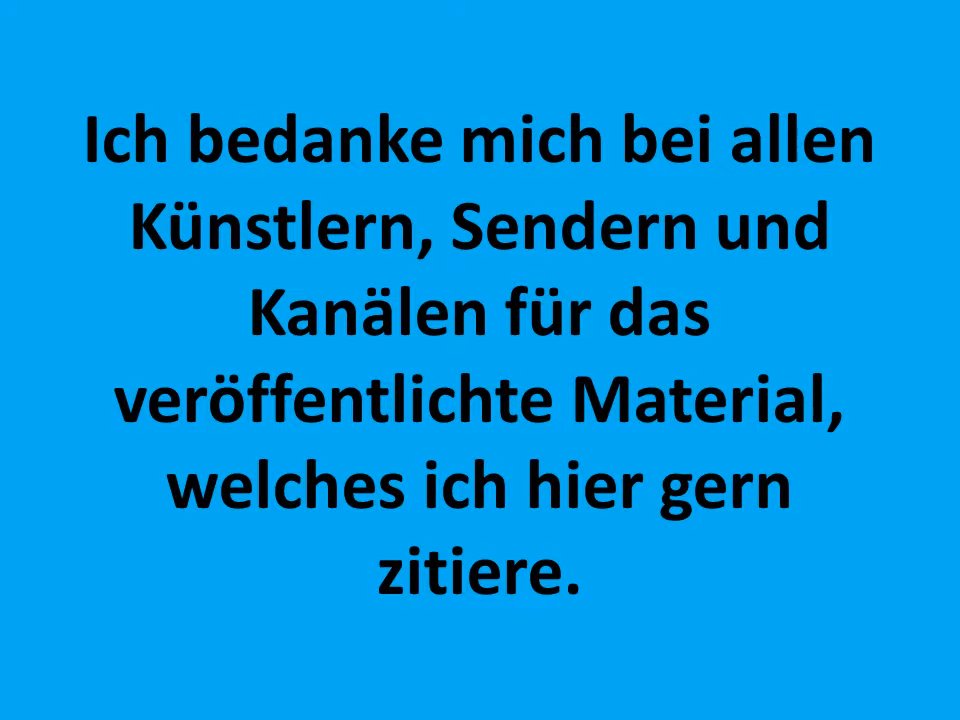 Ich bedanke mich bei allen
Künstlern, Sendern und
Kanälen für das
veröffentlichte Material,
welches ich hier gern
zitiere.